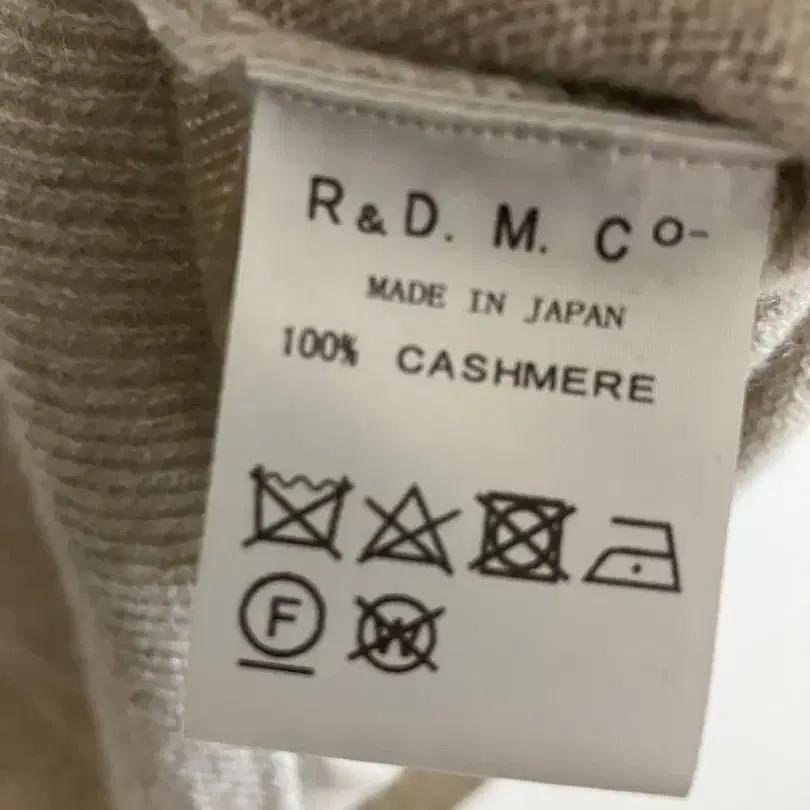 R & D. M. Co-
MADE IN JAPAN
100% CASHMERE
F W